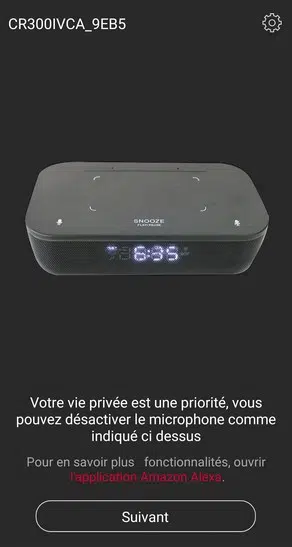 CR300IVCA_9EB5
SNOOZE
6:35
Votre vie privée est une priorité, vous
pouvez désactiver le microphone comme
indiqué ci dessus
Pour en savoir plus fonctionnalités, ouvrir
l'application Amazon Alexa.
Suivant